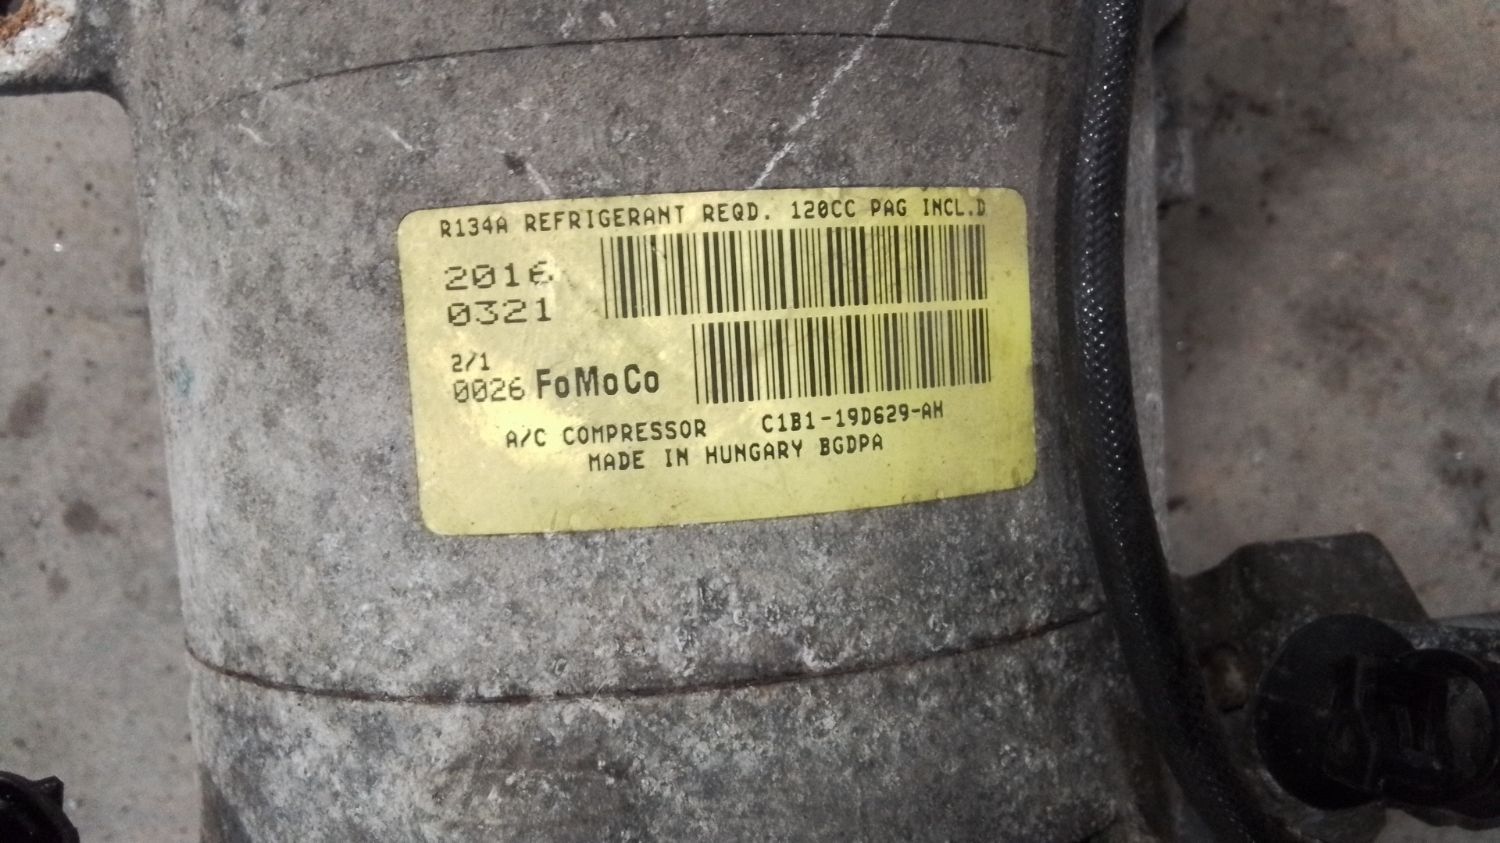 R134A REFRIGERANT REQD. 120CC PAG INCL.D
2016
0321
2/1
0026 FoMoCo
A/C COMPRESSOR C1B1-19D629-AH
MADE IN HUNGARY BGDPA